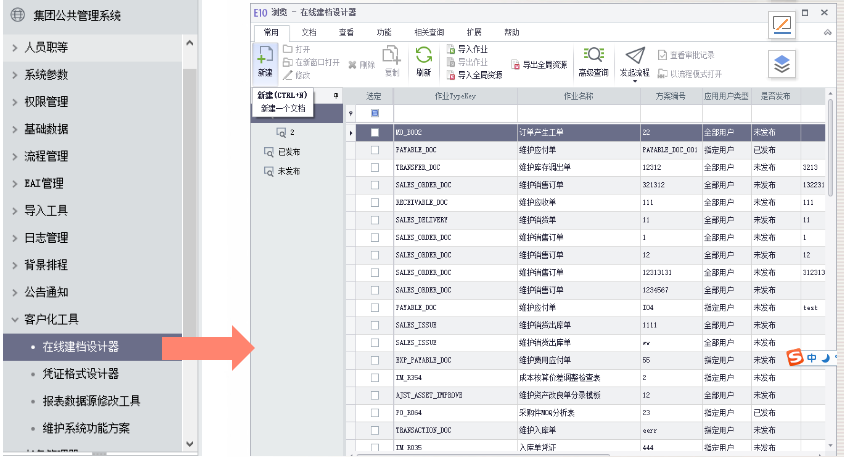 集团公共管理系统
人员职等
系统参数
权限管理
基础数据
流程管理
EAI管理
导入工具
日志管理
背景排程
公告通知
客户化工具
在线建档设计器
凭证格式设计器
报表数据源修改工具
维护系统功能方案
E10 浏览 - 在线建档设计器
常用 文档 查看 功能 相关查询 扩展 帮助
新建
打开
在新窗口打开
修改
删除
复制
刷新
导入作业
导出作业
导入全局资源
导出全局资源
高级查询
发起流程
查看审批记录
以流程模式打开
新建(CTRL+N)
新建一个文档
2
已发布
未发布
选定 作业TypeKey 作业名称 方案编号 应用用户类型 是否发布
MO_D002 订单产生工单 22 全部用户 未发布
PAYABLE_DOC 维护应付单 PAYABLE_DOC_001 指定用户 已发布
TRANSFER_DOC 维护库存调出单 12312 全部用户 未发布 3213
SALES_ORDER_DOC 维护销售订单 321312 全部用户 未发布 132231
RECEIVABLE_DOC 维护应收单 111 全部用户 未发布 111
SALES_DELIVERY 维护销货单 11 全部用户 未发布 11
SALES_ORDER_DOC 维护销售订单 1 全部用户 未发布 1
SALES_ORDER_DOC 维护销售订单 12 全部用户 未发布 12
SALES_ORDER_DOC 维护销售订单 12313131 全部用户 未发布 312313
SALES_ORDER_DOC 维护销售订单 1234567 全部用户 未发布
PAYABLE_DOC 维护应付单 I04 指定用户 未发布 test
SALES_ISSUE 维护销货出库单 1111 全部用户 未发布
SALES_ISSUE 维护销货出库单 ew 全部用户 未发布
EXP_PAYABLE_DOC 维护费用应付单 55 指定用户 未发布
IM_R354 成本核算价差调整检查表 2 指定用户 未发布
AJST_ASSET_IMPROVE 维护资产改良单分录模板 12 全部用户 未发布
PO_R064 采购件MOQ分析表 23 指定用户 已发布
TRANSACTION_DOC 维护入库单 eerr 指定用户 未发布
IM_R035 入库单凭证 444 指定用户 未发布
中